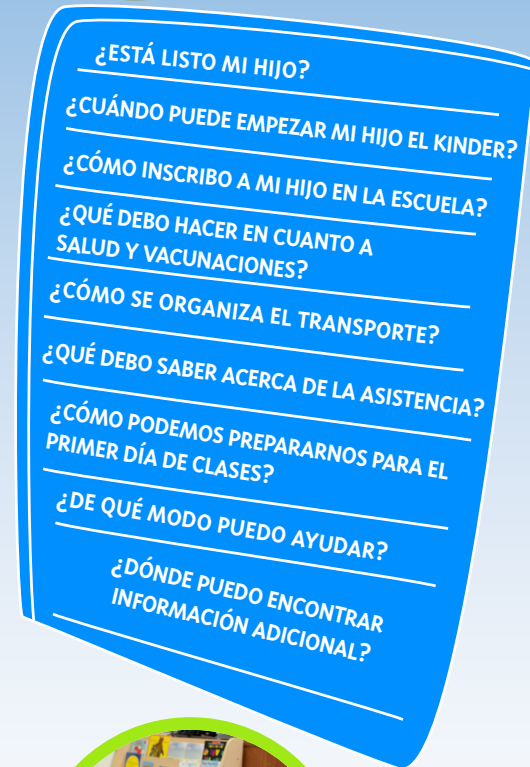 ¿ESTÁ LISTO MI HIJO?
¿CUÁNDO PUEDE EMPEZAR MI HIJO EL KINDER?
¿CÓMO INSCRIBO A MI HIJO EN LA ESCUELA?
¿QUÉ DEBO HACER EN CUANTO A
SALUD Y VACUNACIONES?
¿CÓMO SE ORGANIZA EL TRANSPORTE?
¿QUÉ DEBO SABER ACERCA DE LA ASISTENCIA?
¿CÓMO PODEMOS PREPARARNOS PARA EL
PRIMER DÍA DE CLASES?
¿DE QUÉ MODO PUEDO AYUDAR?
¿DÓNDE PUEDO ENCONTRAR
INFORMACIÓN ADICIONAL?